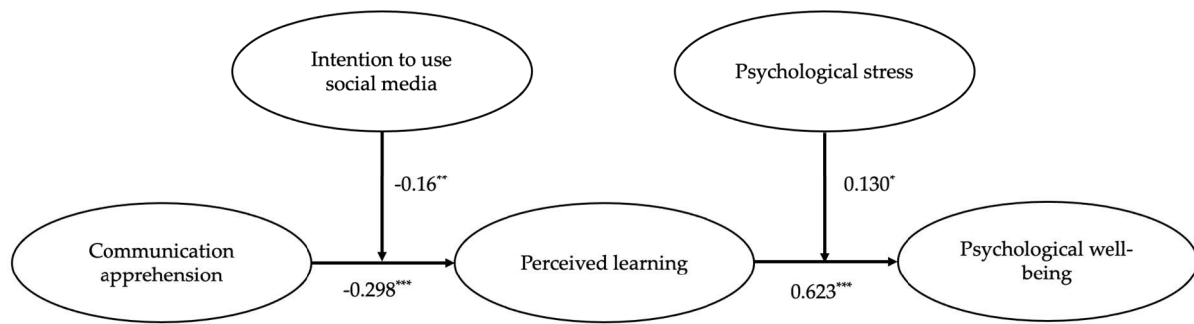 Intention to use
social media
Psychological stress
-0.16**
0.130*
Communication
apprehension
Perceived learning
Psychological well-
being
-0.298***
0.623***